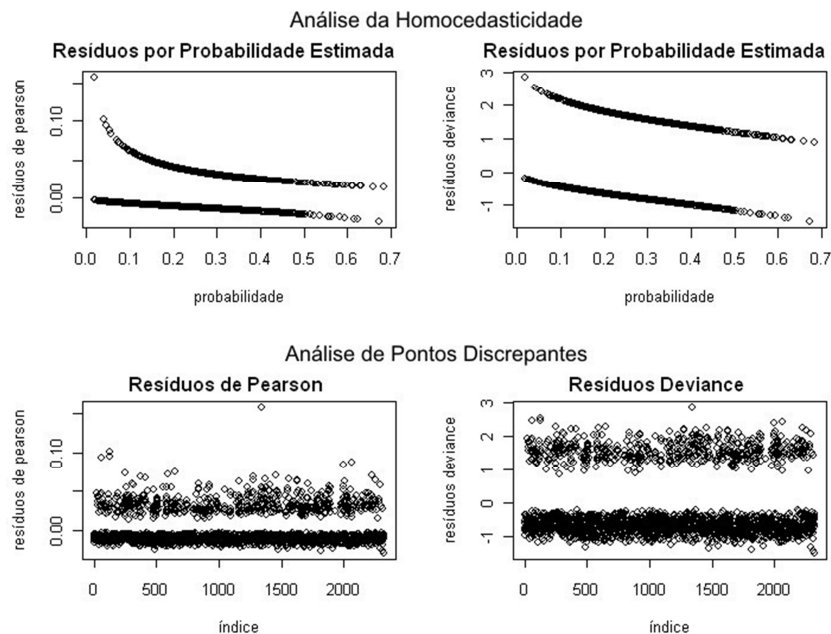 Análise da Homocedasticidade
Resíduos por Probabilidade Estimada
resíduos de pearson
0.10
0.00
0.0 0.1 0.2 0.3 0.4 0.5 0.6 0.7
probabilidade
Resíduos por Probabilidade Estimada
resíduos deviance
3
2
1
0
-1
0.0 0.1 0.2 0.3 0.4 0.5 0.6 0.7
probabilidade
Análise de Pontos Discrepantes
Resíduos de Pearson
resíduos de pearson
0.10
0.00
0 500 1000 1500 2000
índice
Resíduos Deviance
resíduos deviance
3
2
1
0
-1
0 500 1000 1500 2000
índice